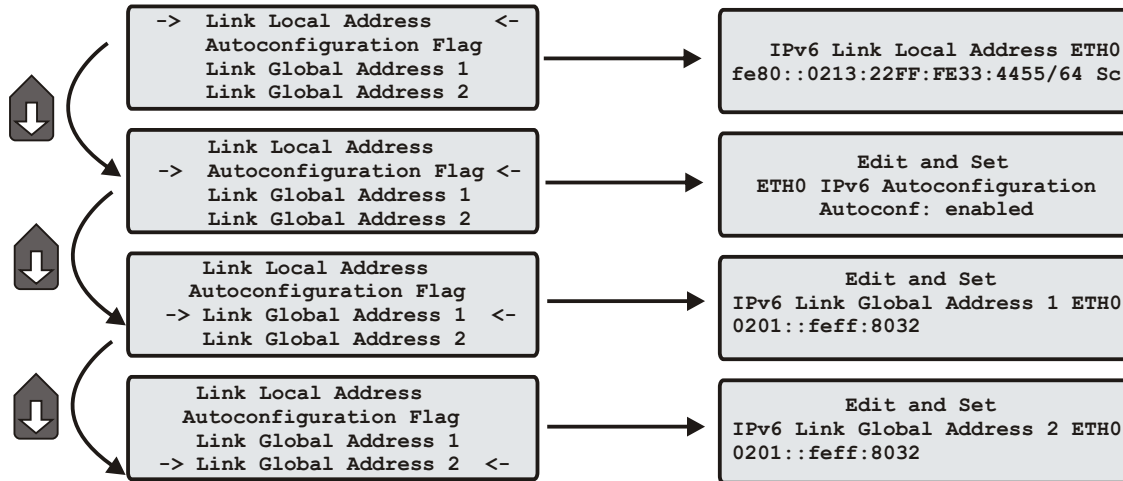 -> Link Local Address <-
Autoconfiguration Flag
Link Global Address 1
Link Global Address 2
IPv6 Link Local Address ETH0
fe80::0213:22FF:FE33:4455/64 Sc
Link Local Address
-> Autoconfiguration Flag <-
Link Global Address 1
Link Global Address 2
Edit and Set
ETH0 IPv6 Autoconfiguration
Autoconf: enabled
Link Local Address
Autoconfiguration Flag
-> Link Global Address 1 <-
Link Global Address 2
Edit and Set
IPv6 Link Global Address 1 ETH0
0201::feff:8032
Link Local Address
Autoconfiguration Flag
Link Global Address 1
-> Link Global Address 2 <-
Edit and Set
IPv6 Link Global Address 2 ETH0
0201::feff:8032